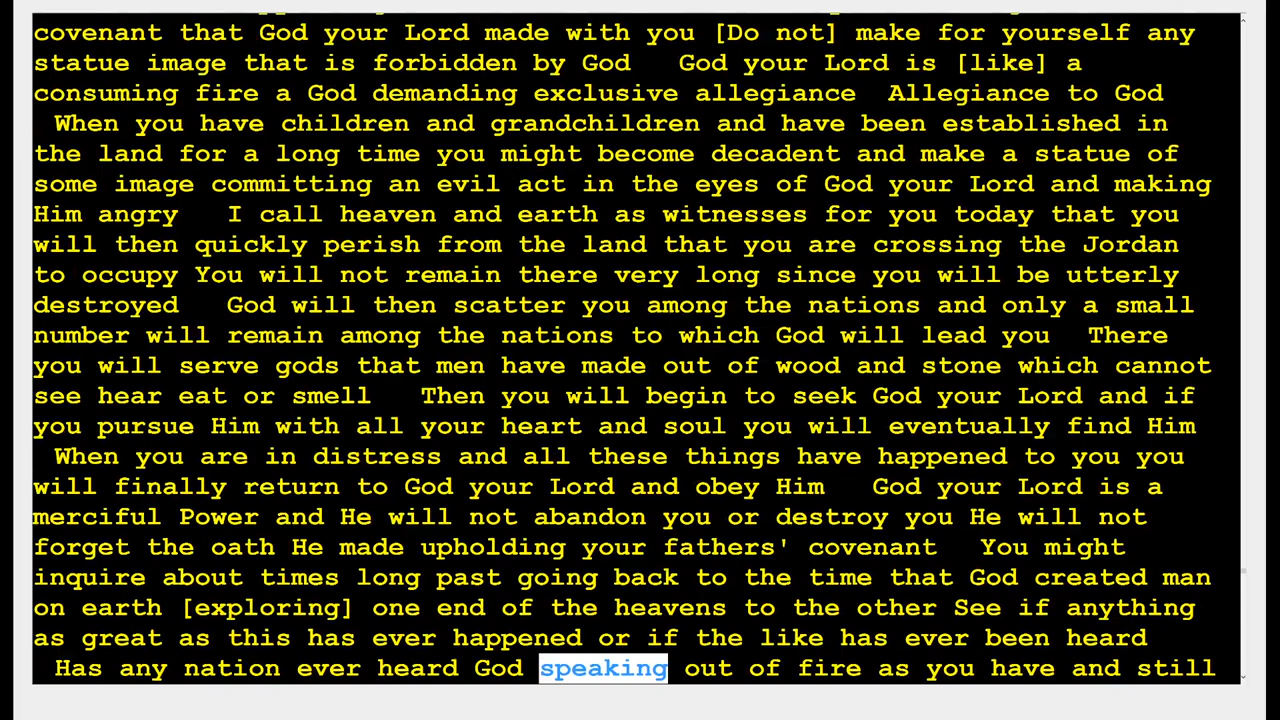 covenant that God your Lord made with you [Do not] make for yourself any
statue image that is forbidden by God God your Lord is [like] a
consuming fire a God demanding exclusive allegiance Allegiance to God
When you have children and grandchildren and have been established in
the land for a long time you might become decadent and make a statue of
some image committing an evil act in the eyes of God your Lord and making
Him angry I call heaven and earth as witnesses for you today that you
will then quickly perish from the land that you are crossing the Jordan
to occupy You will not remain there very long since you will be utterly
destroyed God will then scatter you among the nations and only a small
number will remain among the nations to which God will lead you There
you will serve gods that men have made out of wood and stone which cannot
see hear eat or smell Then you will begin to seek God your Lord and if
you pursue Him with all your heart and soul you will eventually find Him
When you are in distress and all these things have happened to you you
will finally return to God your Lord and obey Him God your Lord is a
merciful Power and He will not abandon you or destroy you He will not
forget the oath He made upholding your fathers' covenant You might
inquire about times long past going back to the time that God created man
on earth [exploring] one end of the heavens to the other See if anything
as great as this has ever happened or if the like has ever been heard
Has any nation ever heard God speaking out of fire as you have and still